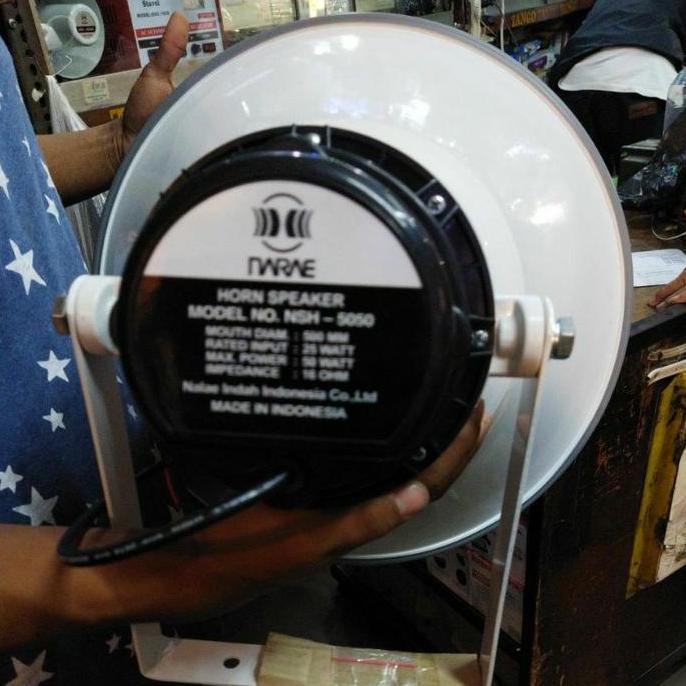 NARAE
HORN SPEAKER
MODEL NO. NSH - 5050
MOUTH DIAM : 500 MM
RATED INPUT : 25 WATT
MAX. POWER : 50 WATT
IMPEDANCE : 16 OHM
Nalae Indah Indonesia Co.,Ltd
MADE IN INDONESIA